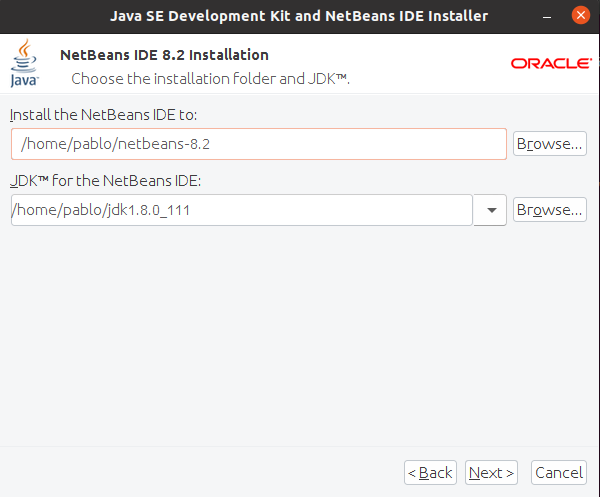 Java SE Development Kit and NetBeans IDE Installer
NetBeans IDE 8.2 Installation
Choose the installation folder and JDK™.
Java™
ORACLE®
Install the NetBeans IDE to:
/home/pablo/netbeans-8.2
Browse...
JDK™ for the NetBeans IDE:
/home/pablo/jdk1.8.0_111
Browse...
< Back
Next >
Cancel